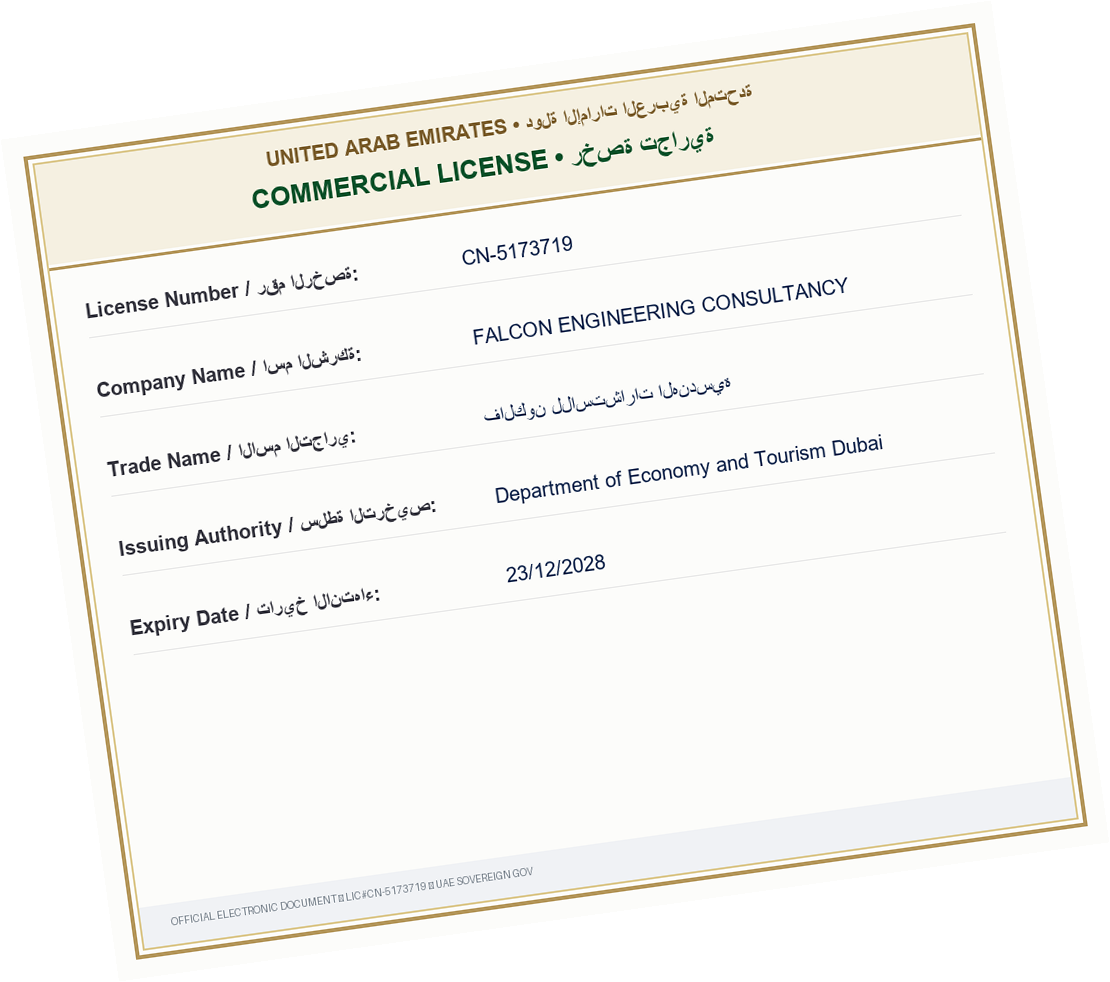 UNITED ARAB EMIRATES • دولة الإمارات العربية المتحدة
COMMERCIAL LICENSE • رخصة تجارية
License Number / رقم الرخصة: CN-5173719
Company Name / اسم الشركة: FALCON ENGINEERING CONSULTANCY
Trade Name / الاسم التجاري: فالكون للاستشارات الهندسية
Issuing Authority / سلطة الترخيص: Department of Economy and Tourism Dubai
Expiry Date / تاريخ الانتهاء: 23/12/2028
OFFICIAL ELECTRONIC DOCUMENT LIC#CN-5173719 UAE SOVEREIGN GOV